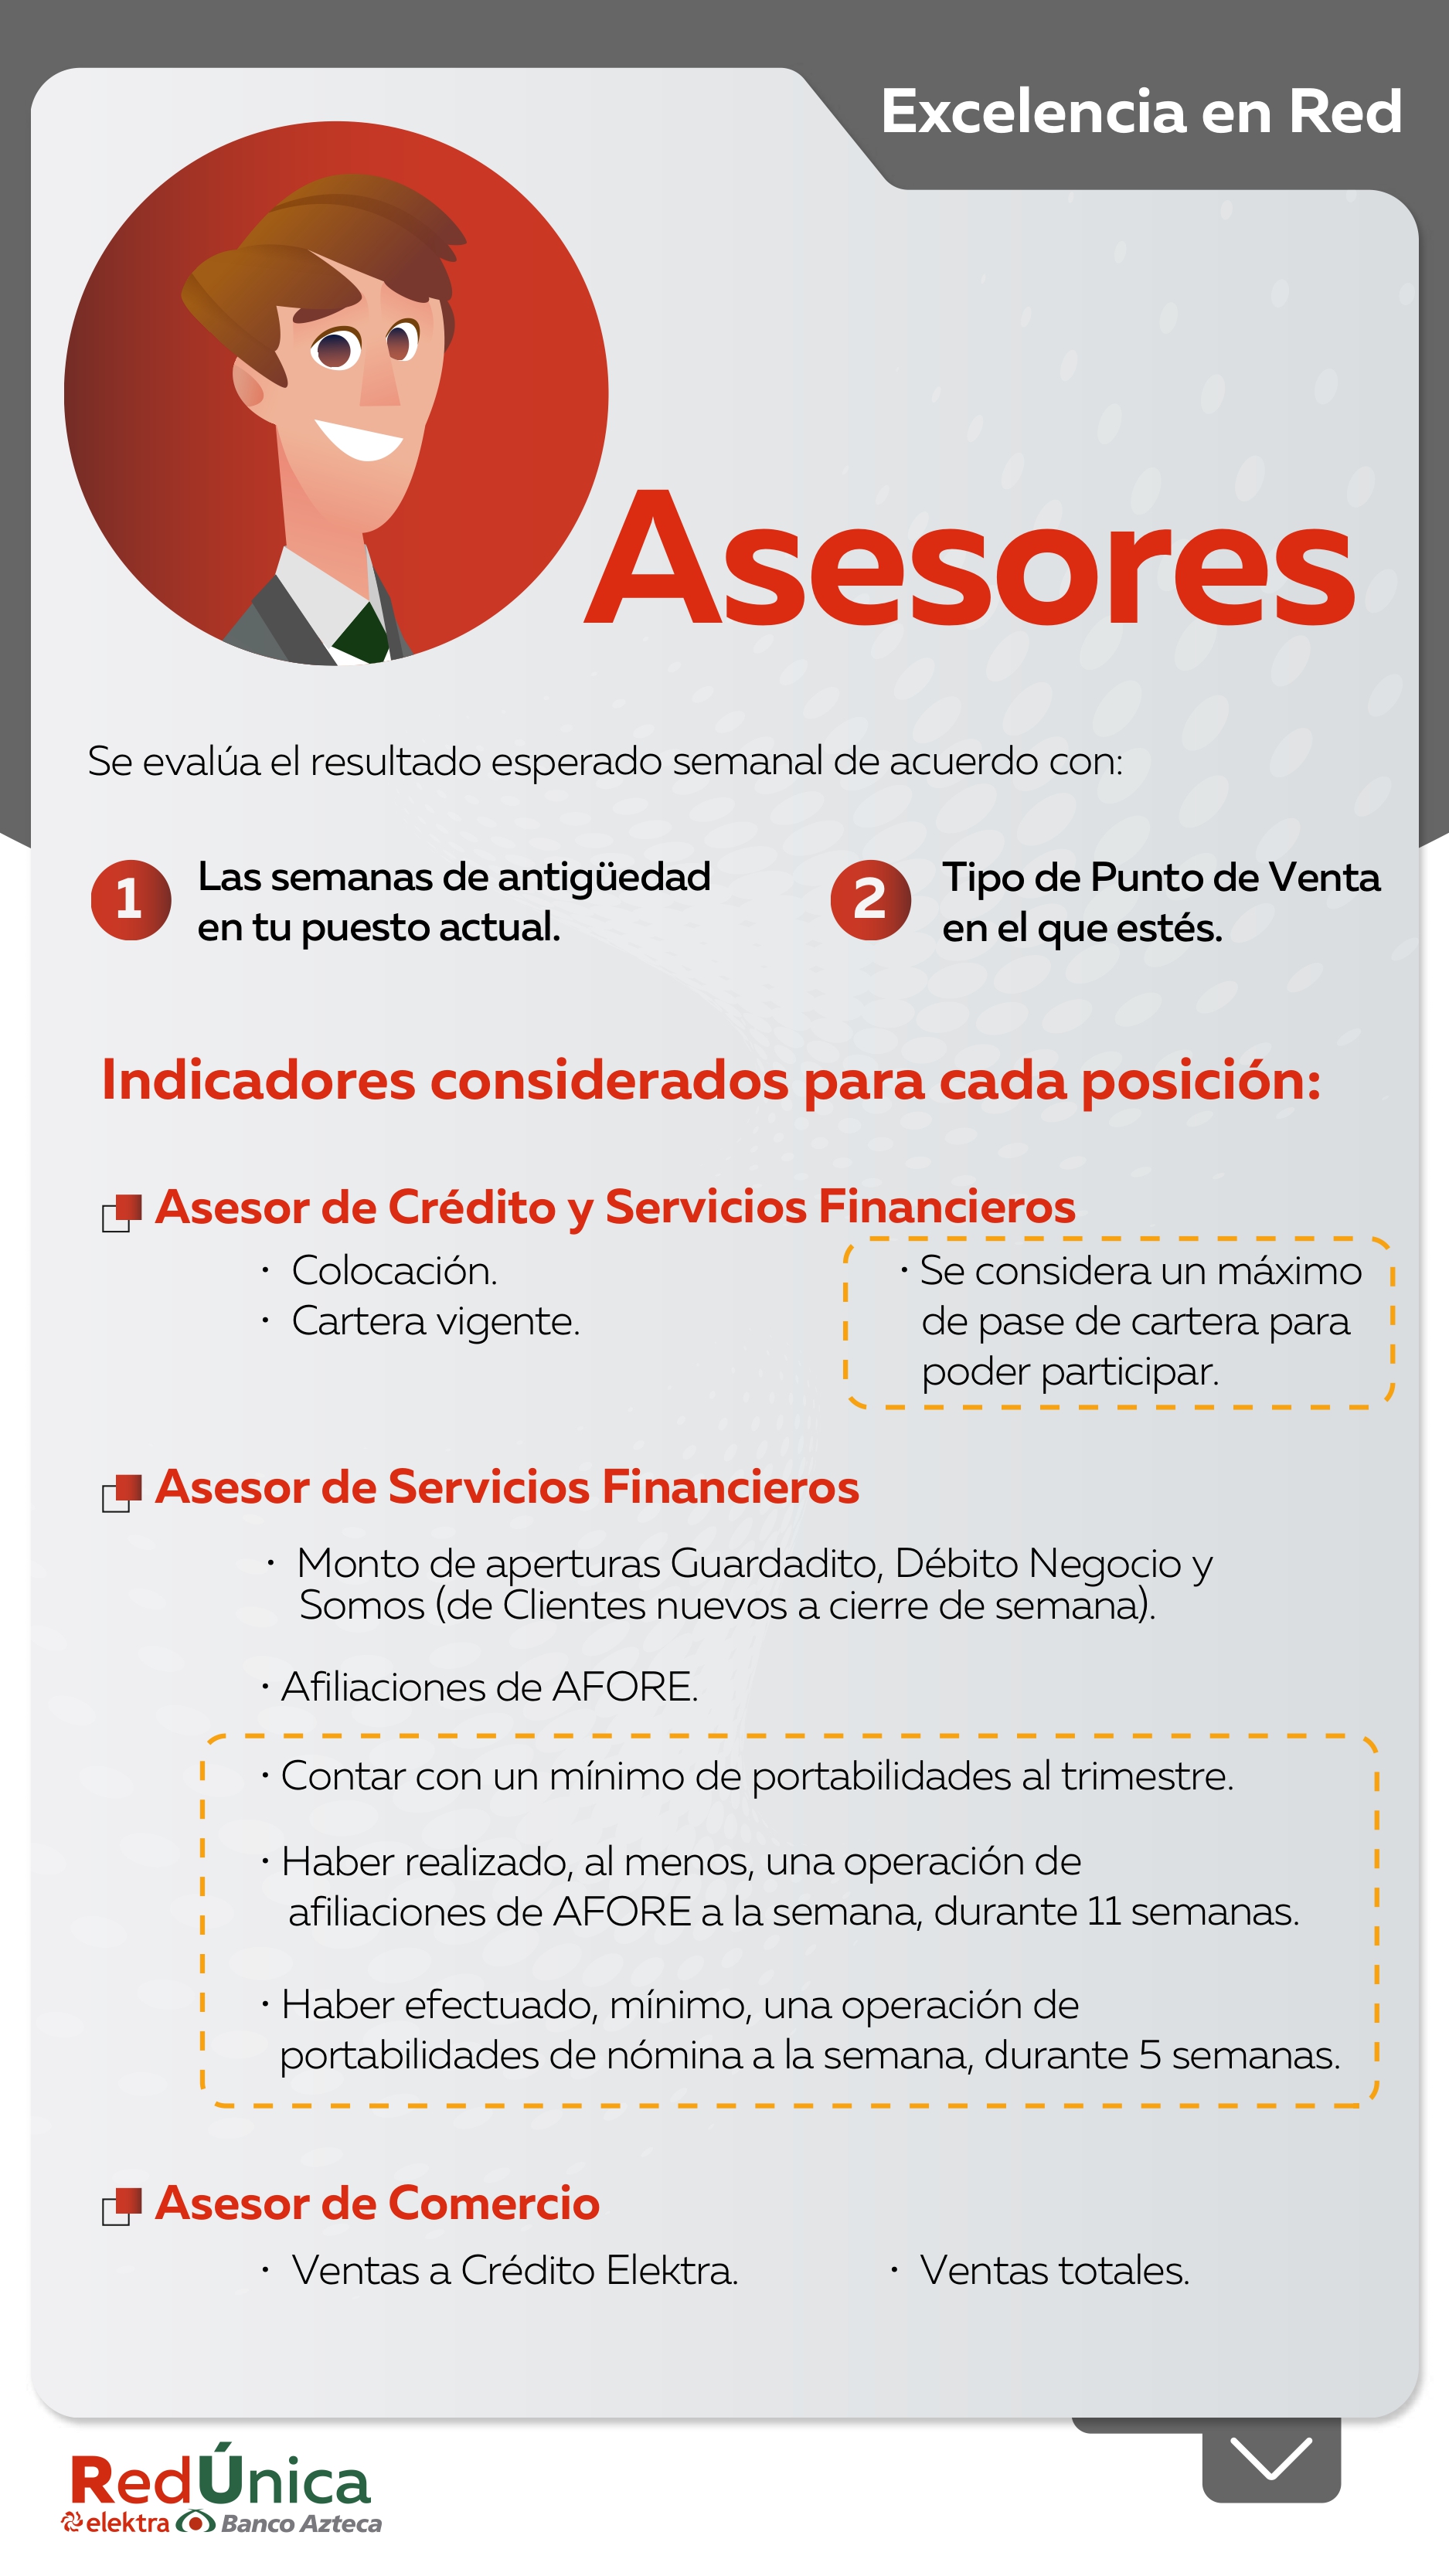 Excelencia en Red
Asesores
Se evalúa el resultado esperado semanal de acuerdo con:
1
Las semanas de antigüedad
en tu puesto actual.
2
Tipo de Punto de Venta
en el que estés.
Indicadores considerados para cada posición:
Asesor de Crédito y Servicios Financieros
· Colocación.
· Cartera vigente.
· Se considera un máximo
de pase de cartera para
poder participar.
Asesor de Servicios Financieros
· Monto de aperturas Guardadito, Débito Negocio y
Somos (de Clientes nuevos a cierre de semana).
· Afiliaciones de AFORE.
· Contar con un mínimo de portabilidades al trimestre.
· Haber realizado, al menos, una operación de
afiliaciones de AFORE a la semana, durante 11 semanas.
· Haber efectuado, mínimo, una operación de
portabilidades de nómina a la semana, durante 5 semanas.
Asesor de Comercio
· Ventas a Crédito Elektra.
· Ventas totales.
RedÚnica
elektra Banco Azteca